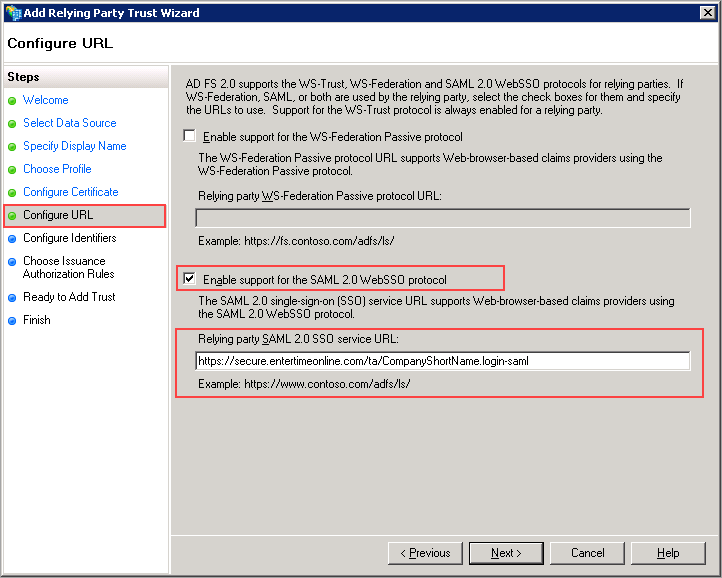 Add Relying Party Trust Wizard
Configure URL
Steps
Welcome
Select Data Source
Specify Display Name
Choose Profile
Configure Certificate
Configure URL
Configure Identifiers
Choose Issuance
Authorization Rules
Ready to Add Trust
Finish
AD FS 2.0 supports the WS-Trust, WS-Federation and SAML 2.0 WebSSO protocols for relying parties. If
WS-Federation, SAML, or both are used by the relying party, select the check boxes for them and specify
the URLs to use. Support for the WS-Trust protocol is always enabled for a relying party.
Enable support for the WS-Federation Passive protocol
The WS-Federation Passive protocol URL supports Web-browser-based claims providers using the
WS-Federation Passive protocol.
Relying party WS-Federation Passive protocol URL:
Example: https://fs.contoso.com/adfs/ls/
Enable support for the SAML 2.0 WebSSO protocol
The SAML 2.0 single-sign-on (SSO) service URL supports Web-browser-based claims providers using
the SAML 2.0 WebSSO protocol.
Relying party SAML 2.0 SSO service URL:
https://secure.entertimeonline.com/ta/CompanyShortName.login-saml
Example: https://www.contoso.com/adfs/ls/
< Previous
Next >
Cancel
Help